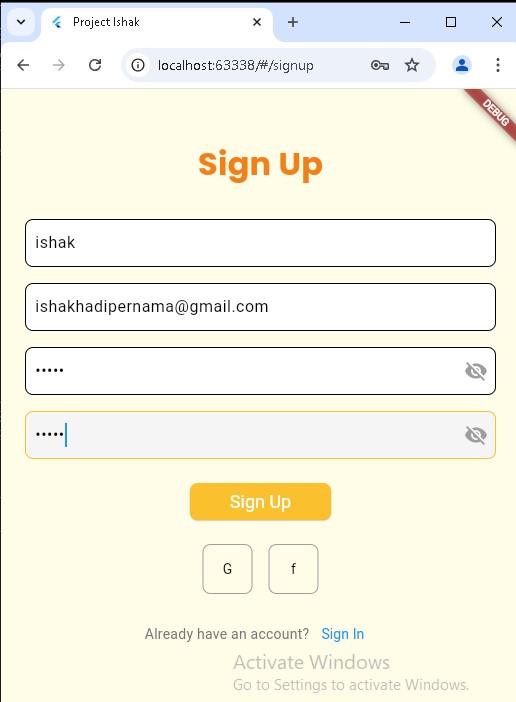 Project Ishak
localhost:63338/#/signup
DEBUG
Sign Up
ishak
ishakhadipernama@gmail.com
•••••
•••••
Sign Up
G
f
Already have an account? Sign In
Activate Windows
Go to Settings to activate Windows.